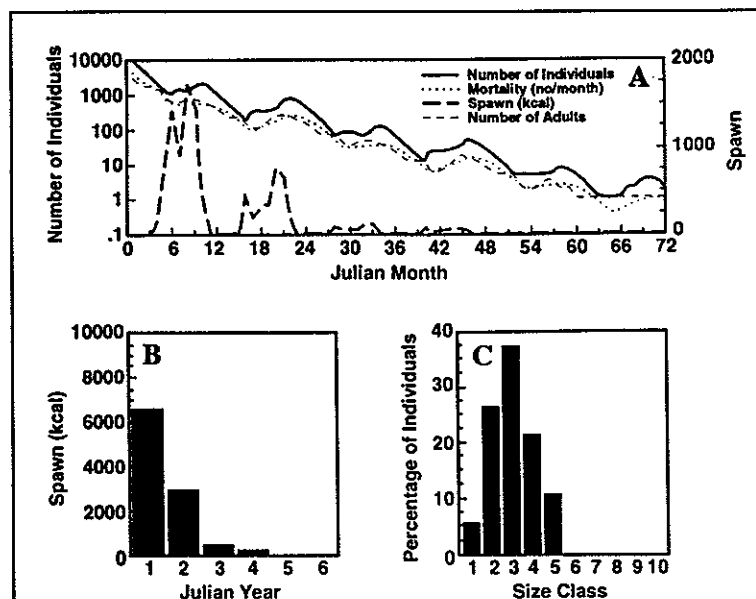 A
Number of Individuals
10000
1000
100
10
1
.1
Number of Individuals
Mortality (no/month)
Spawn (kcal)
Number of Adults
2000
1000
0
Spawn
0 6 12 18 24 30 36 42 48 54 60 66 72
Julian Month
B
Spawn (kcal)
10000
8000
6000
4000
2000
0
1 2 3 4 5 6
Julian Year
C
Percentage of Individuals
40
30
20
10
0
1 2 3 4 5 6 7 8 9 10
Size Class